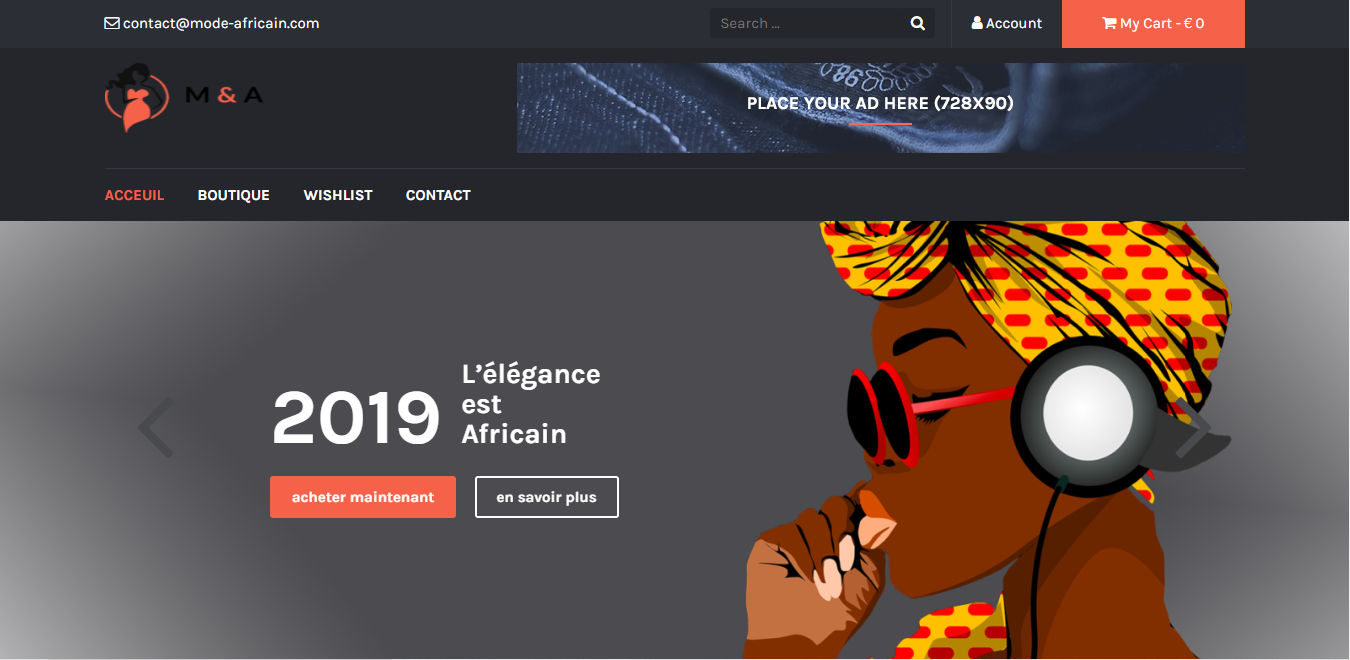 contact@mode-africain.com
Search ...
Account
My Cart - € 0
M & A
986
PLACE YOUR AD HERE (728X90)
ACCEUIL
BOUTIQUE
WISHLIST
CONTACT
2019
L’élégance
est
Africain
acheter maintenant
en savoir plus